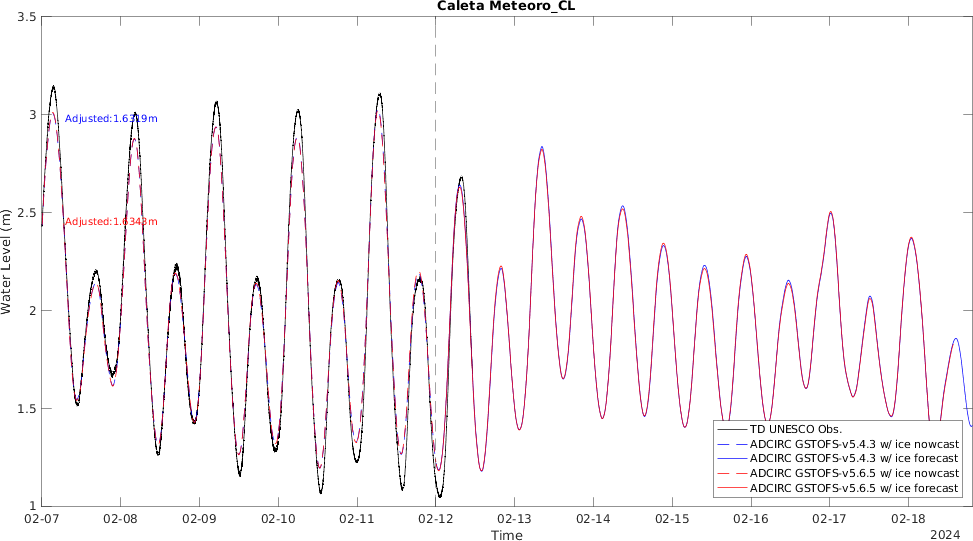 Caleta Meteoro_CL
3.5
3
2.5
2
1.5
1
Water Level (m)
Adjusted:1.6319m
Adjusted:1.6343m
TD UNESCO Obs.
ADCIRC GSTOFS-v5.4.3 w/ ice nowcast
ADCIRC GSTOFS-v5.4.3 w/ ice forecast
ADCIRC GSTOFS-v5.6.5 w/ ice nowcast
ADCIRC GSTOFS-v5.6.5 w/ ice forecast
02-07 02-08 02-09 02-10 02-11 02-12 02-13 02-14 02-15 02-16 02-17 02-18
Time
2024